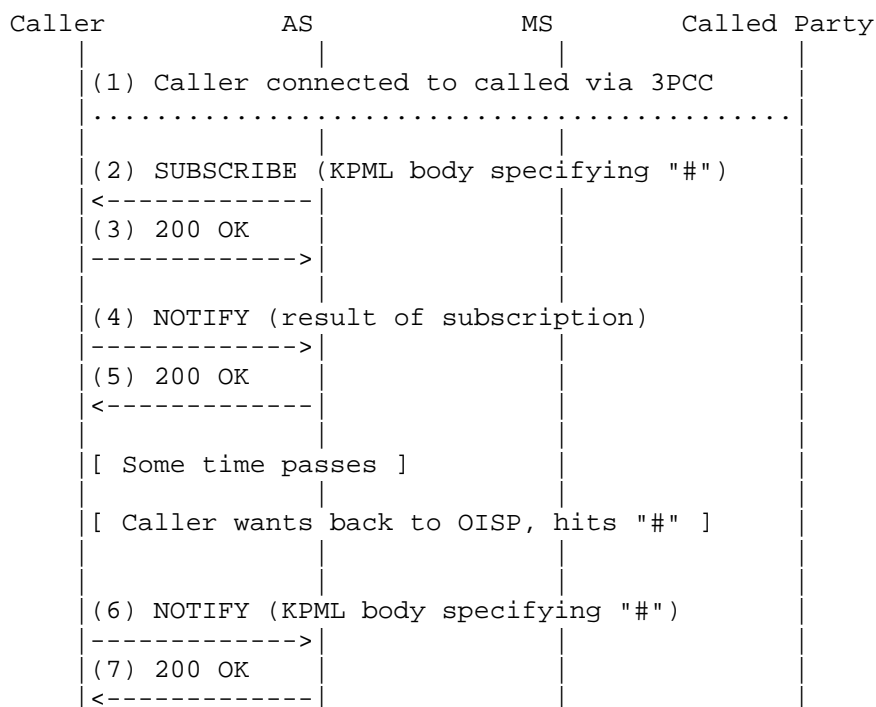 Caller AS MS Called Party
(1) Caller connected to called via 3PCC
(2) SUBSCRIBE (KPML body specifying "#")
(3) 200 OK
(4) NOTIFY (result of subscription)
(5) 200 OK
[ Some time passes ]
[ Caller wants back to OISP, hits "#" ]
(6) NOTIFY (KPML body specifying "#")
(7) 200 OK